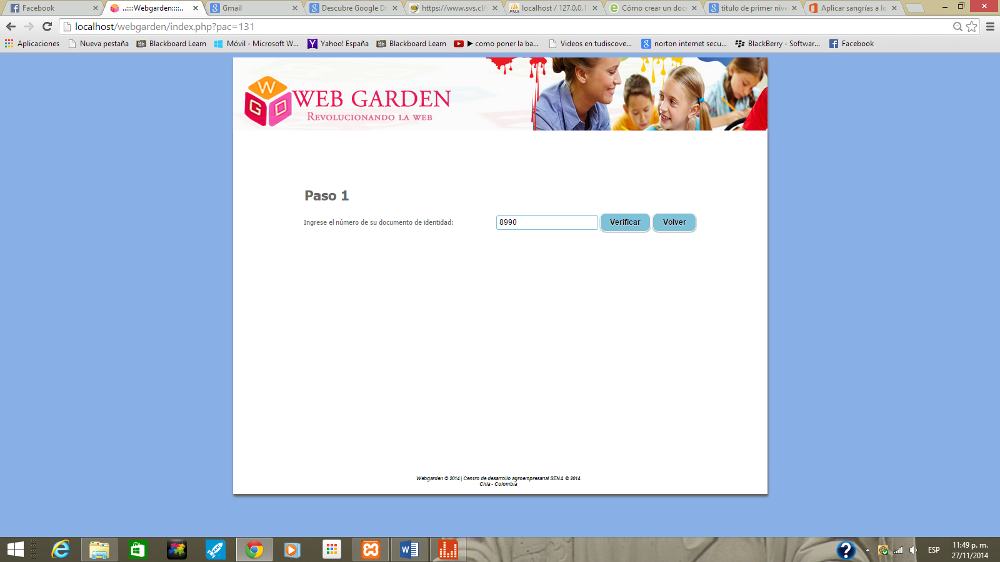 Facebook
..::::Webgarden::::..
Gmail
Descubre Google Dr
https://www.svs.cl/
localhost / 127.0.0.1
Cómo crear un doc
titulo de primer nive
Aplicar sangrías a lo
localhost/webgarden/index.php?pac=131
Aplicaciones
Nueva pestaña
Blackboard Learn
Móvil - Microsoft W...
Yahoo! España
Blackboard Learn
como poner la ba...
Videos en tudiscove...
norton internet secu...
BlackBerry - Softwar...
Facebook
WGD
WEB GARDEN
REVOLUCIONANDO LA WEB
Paso 1
Ingrese el número de su documento de identidad:
8990
Verificar
Volver
Webgarden © 2014 | Centro de desarrollo agroempresarial SENA © 2014
Chía - Colombia
ESP
11:49 p. m.
27/11/2014